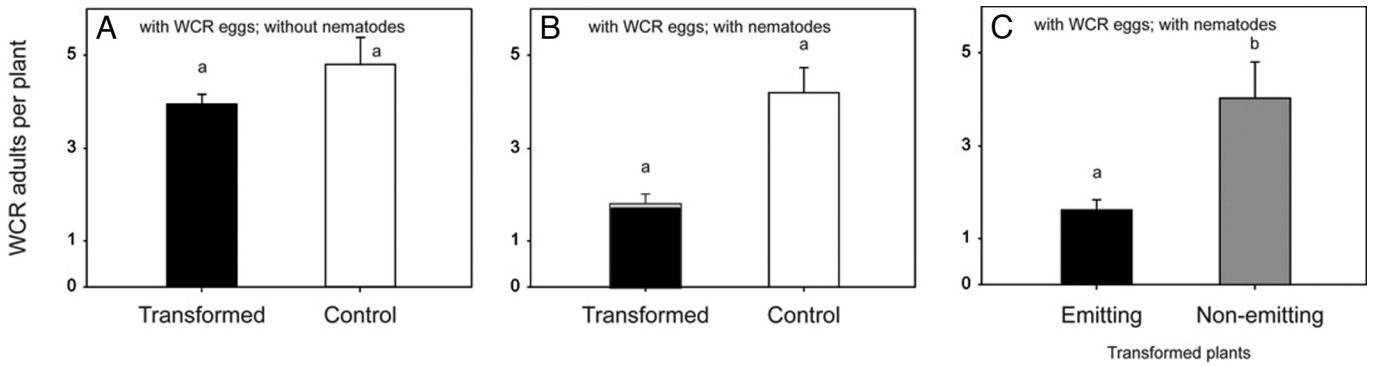 WCR adults per plant
A
with WCR eggs; without nematodes
5
3
1
0
a
a
Transformed
Control
B
with WCR eggs; with nematodes
5
3
1
0
a
a
Transformed
Control
C
with WCR eggs; with nematodes
5
3
1
0
a
b
Emitting
Non-emitting
Transformed plants